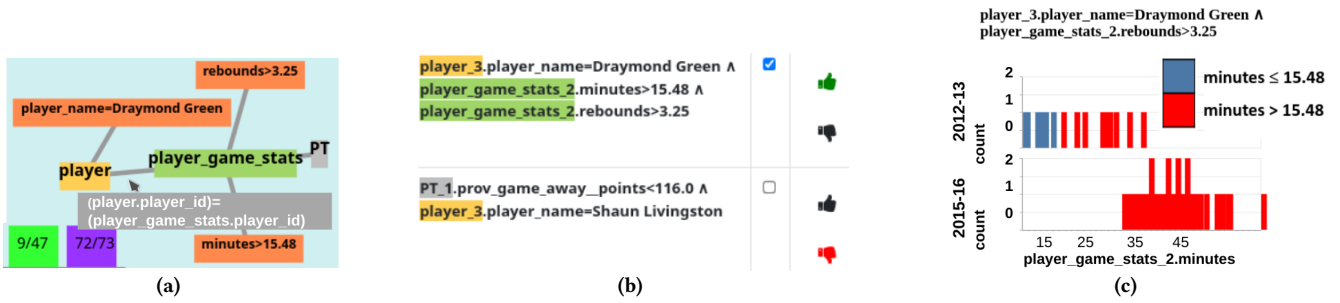 rebounds>3.25
player_name=Draymond Green
PT
player_game_stats
player
(player.player_id)=
(player_game_stats.player_id)
9/47
72/73
minutes>15.48
(a)
player_3.player_name=Draymond Green ∧
player_game_stats_2.minutes>15.48 ∧
player_game_stats_2.rebounds>3.25
PT_1.prov_game_away__points<116.0 ∧
player_3.player_name=Shaun Livingston
(b)
player_3.player_name=Draymond Green ∧
player_game_stats_2.rebounds>3.25
minutes ≤ 15.48
minutes > 15.48
2012-13
count
2
1
0
2015-16
count
2
1
0
15 25 35 45
player_game_stats_2.minutes
(c)